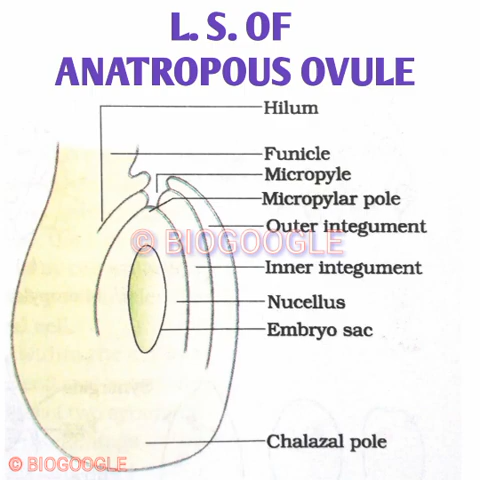 L. S. OF
ANATROPOUS OVULE
Hilum
Funicle
Micropyle
Micropylar pole
Outer integument
© BIOGOOGLE
Inner integument
Nucellus
Embryo sac
Chalazal pole
© BIOGOOGLE